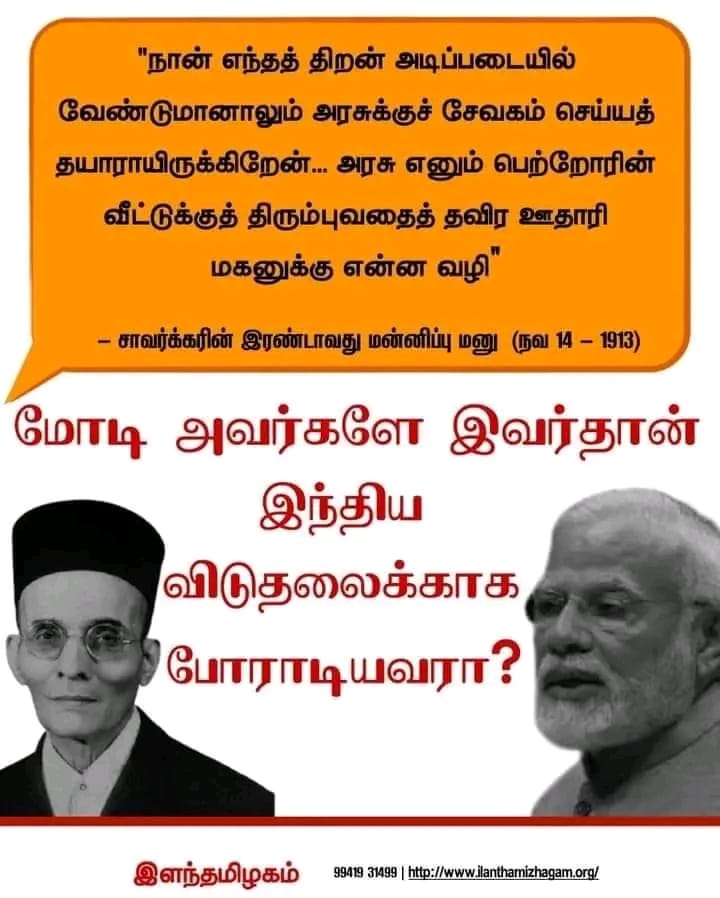 "நான் எந்தத் திறன் அடிப்படையில்
வேண்டுமானாலும் அரசுக்குச் சேவகம் செய்யத்
தயாராயிருக்கிறேன்... அரசு எனும் பெற்றோரின்
வீட்டுக்குத் திரும்புவதைத் தவிர ஊதாரி
மகனுக்கு என்ன வழி"
– சாவர்க்கரின் இரண்டாவது மன்னிப்பு மனு (நவ 14 – 1913)
மோடி அவர்களே இவர்தான்
இந்திய
விடுதலைக்காக
போராடியவரா?
இளந்தமிழகம் 99419 31499 | http://www.ilanthamizhagam.org/